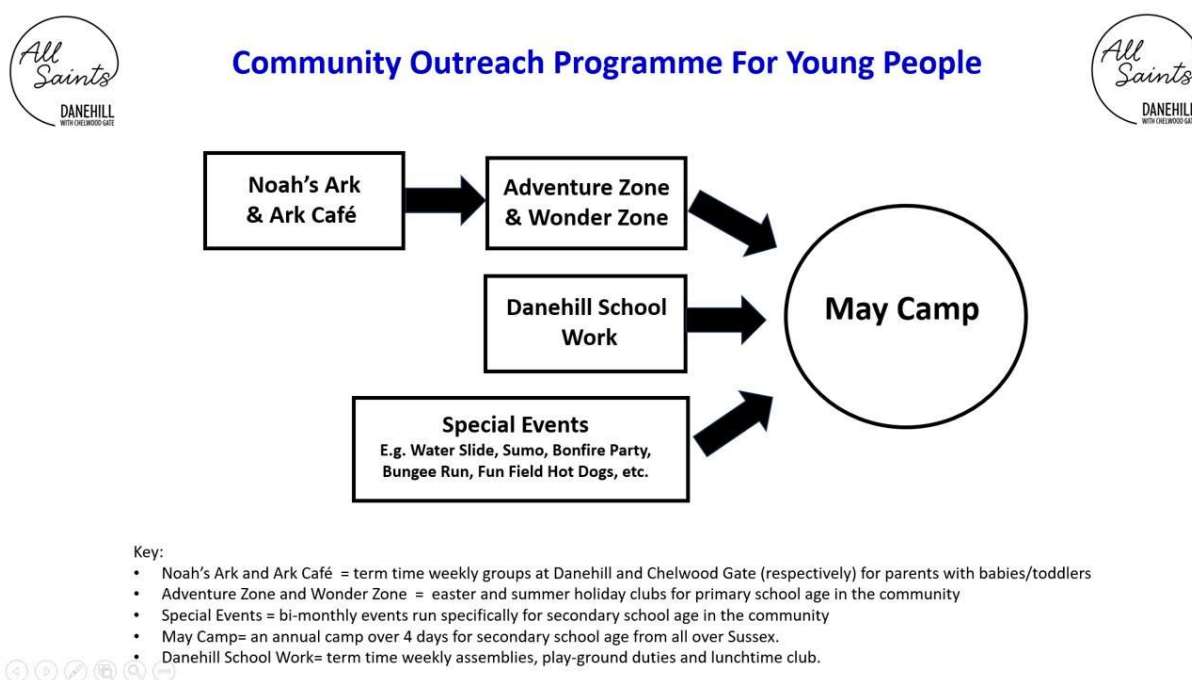 All
Saints
DANEHILL
WITH CHELWOOD GATE
Community Outreach Programme For Young People
All
Saints
DANEHILL
WITH CHELWOOD GATE
Noah's Ark
& Ark Café
Adventure Zone
& Wonder Zone
Danehill School
Work
May Camp
Special Events
E.g. Water Slide, Sumo, Bonfire Party,
Bungee Run, Fun Field Hot Dogs, etc.
Key:
• Noah's Ark and Ark Café = term time weekly groups at Danehill and Chelwood Gate (respectively) for parents with babies/toddlers
• Adventure Zone and Wonder Zone = easter and summer holiday clubs for primary school age in the community
• Special Events = bi-monthly events run specifically for secondary school age in the community
• May Camp= an annual camp over 4 days for secondary school age from all over Sussex.
• Danehill School Work= term time weekly assemblies, play-ground duties and lunchtime club.